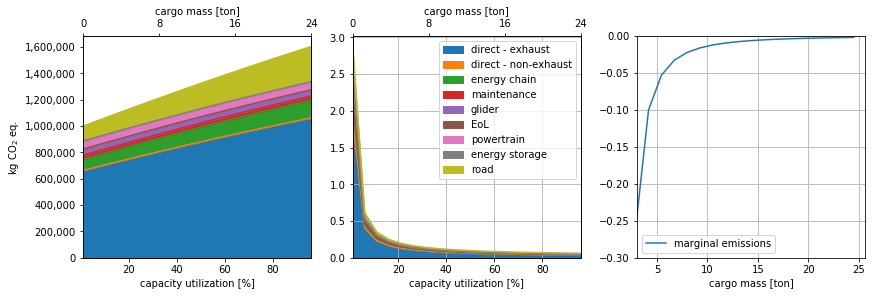 cargo mass [ton]
0 8 16 24
1,600,000
1,400,000
1,200,000
1,000,000
800,000
600,000
400,000
200,000
0
kg CO₂ eq.
20 40 60 80
capacity utilization [%]
cargo mass [ton]
0 8 16 24
3.0
2.5
2.0
1.5
1.0
0.5
0.0
direct - exhaust
direct - non-exhaust
energy chain
maintenance
glider
EoL
powertrain
energy storage
road
20 40 60 80
capacity utilization [%]
0.00
−0.05
−0.10
−0.15
−0.20
−0.25
−0.30
marginal emissions
5 10 15 20 25
cargo mass [ton]